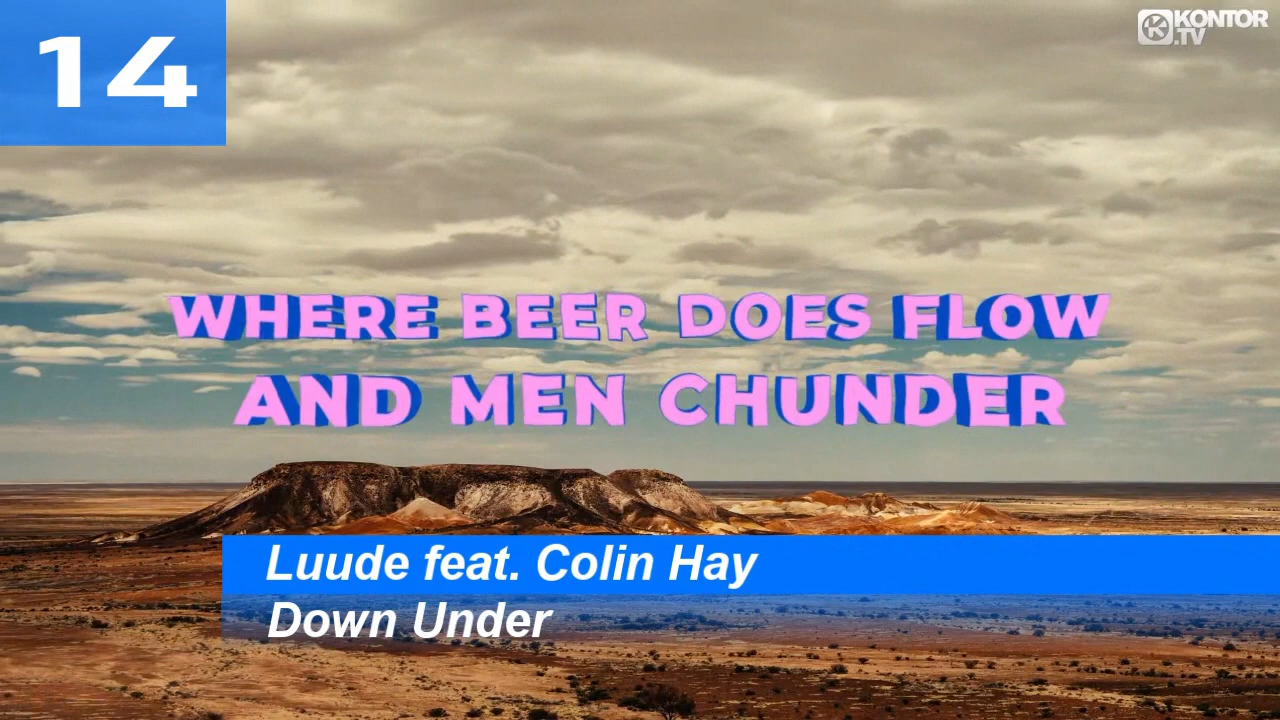 14
KONTOR
.TV
WHERE BEER DOES FLOW
AND MEN CHUNDER
Luude feat. Colin Hay
Down Under